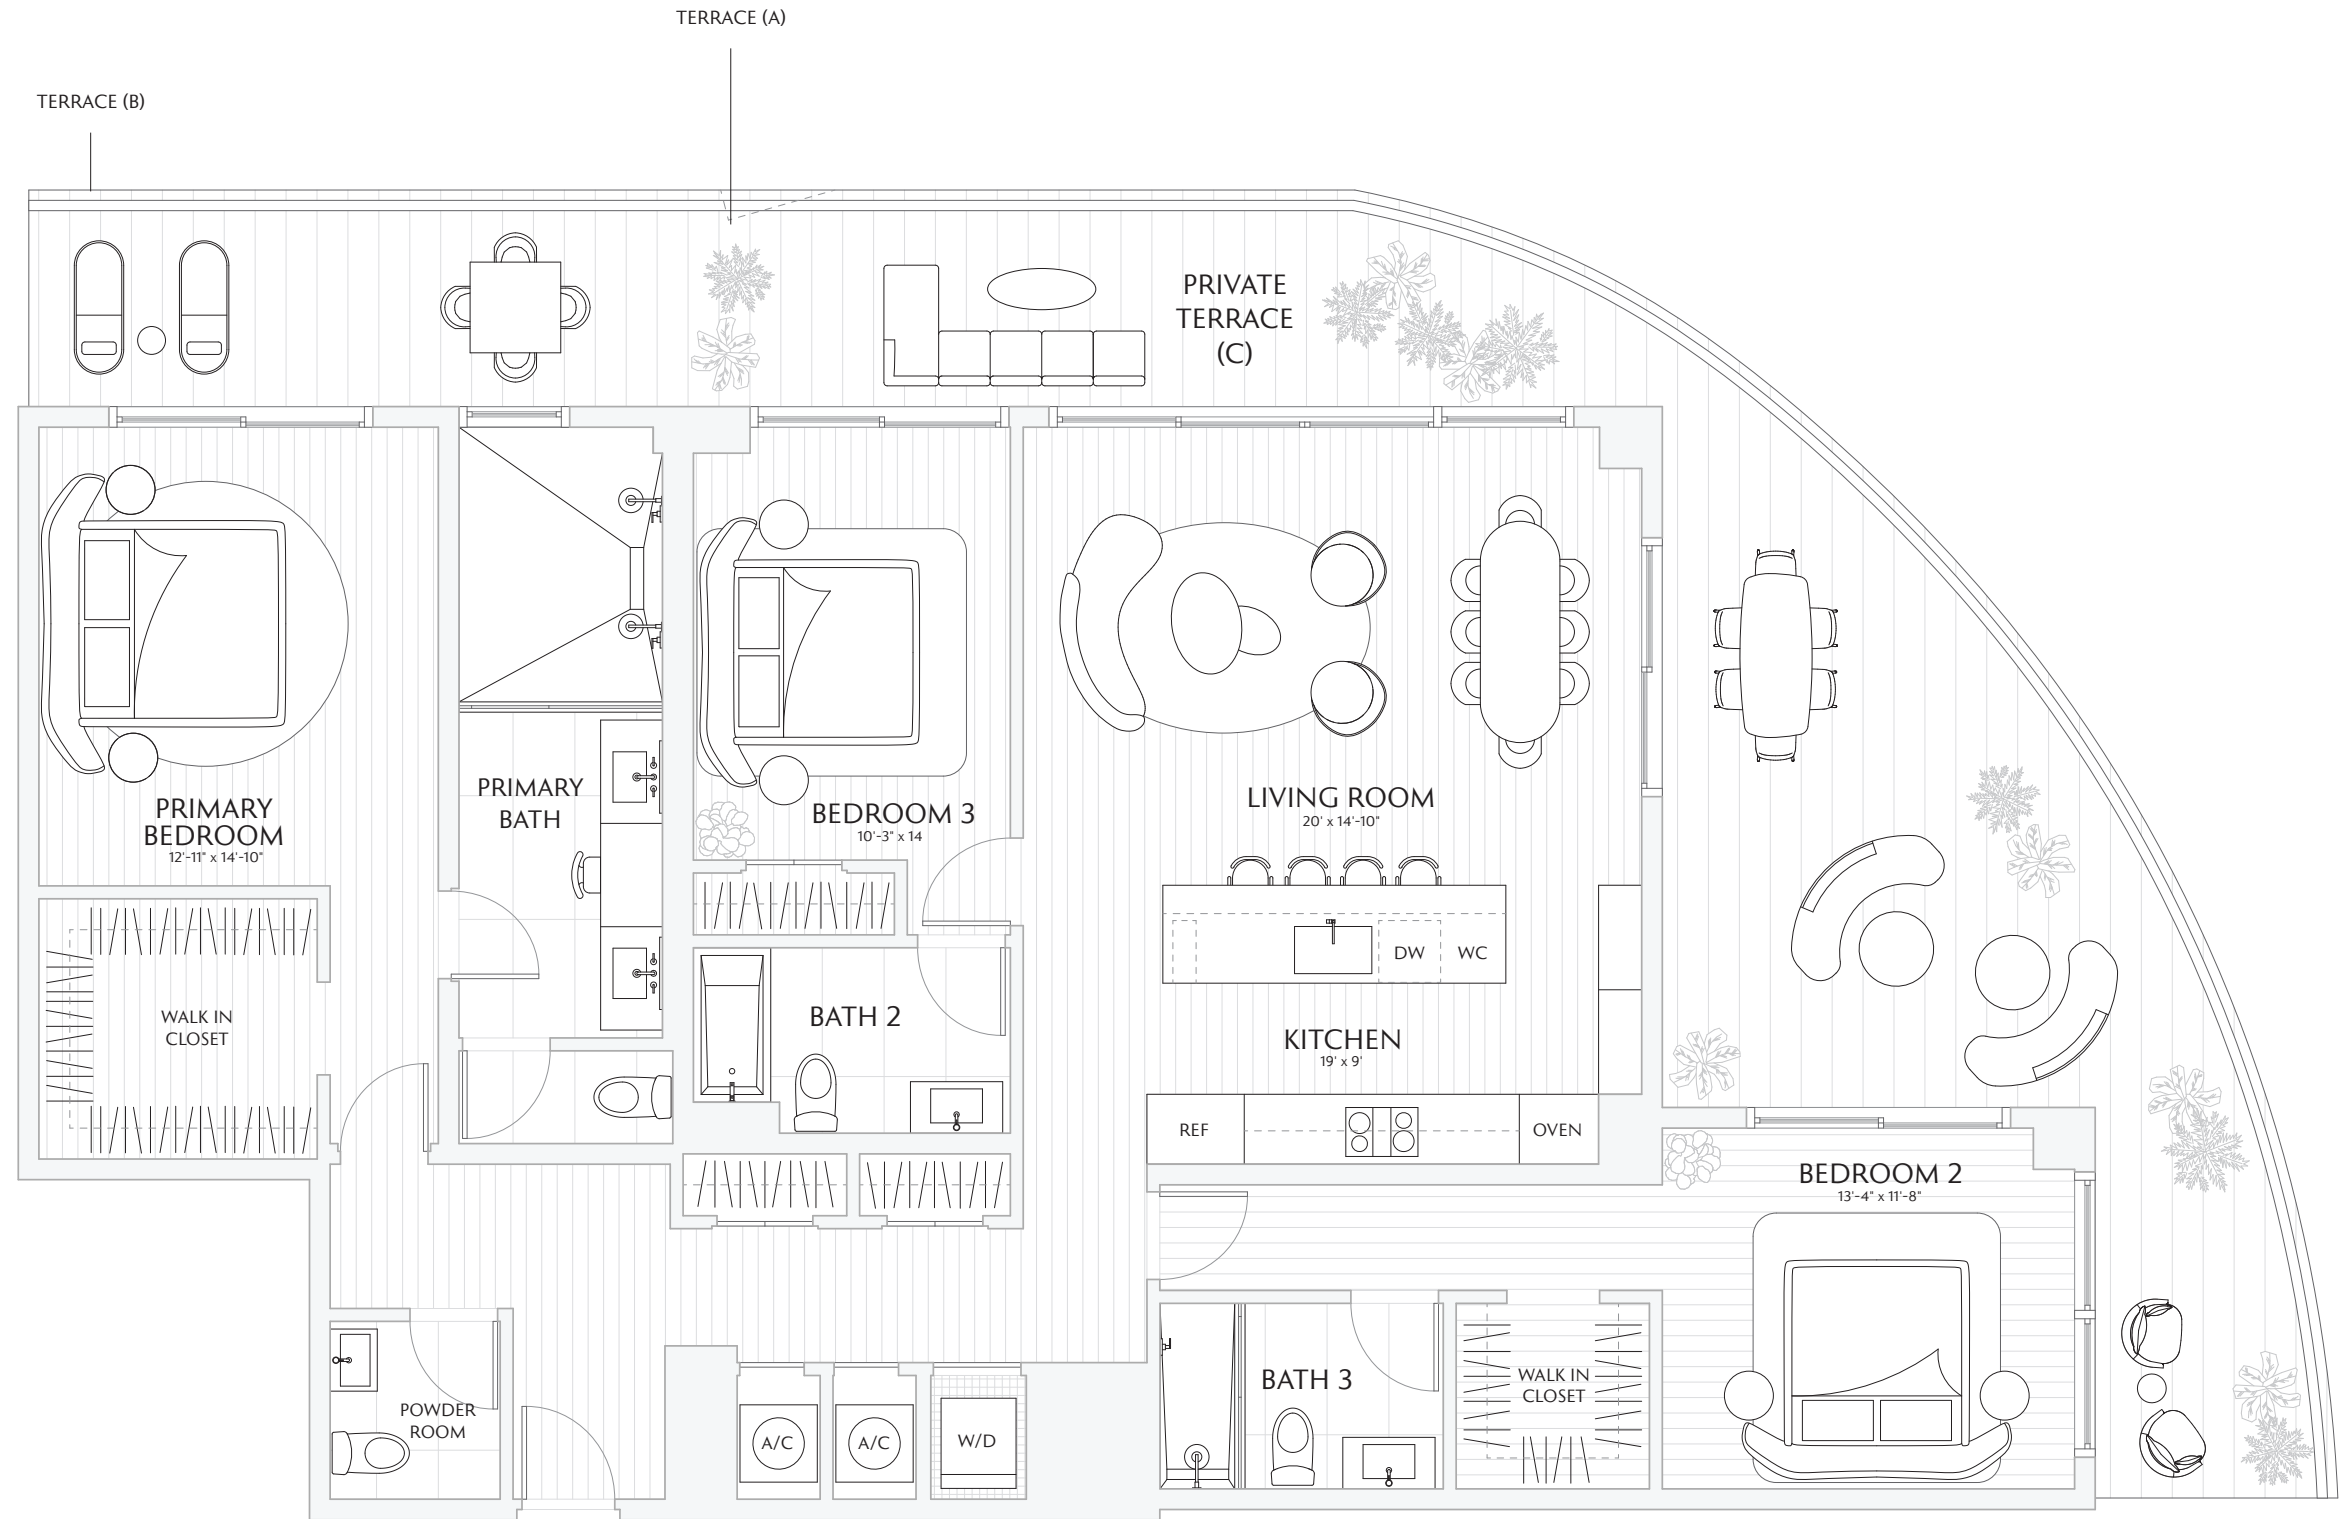 TERRACE (A)
TERRACE (B)
PRIVATE
TERRACE
(C)
PRIMARY
BEDROOM
12'-11" x 14'-10"
PRIMARY
BATH
BEDROOM 3
10'-3" x 14
LIVING ROOM
20' x 14'-10"
DW
WC
WALK IN
CLOSET
BATH 2
KITCHEN
19' x 9'
REF
OVEN
BEDROOM 2
13'-4" x 11'-8"
POWDER
ROOM
A/C
A/C
W/D
BATH 3
WALK IN
CLOSET